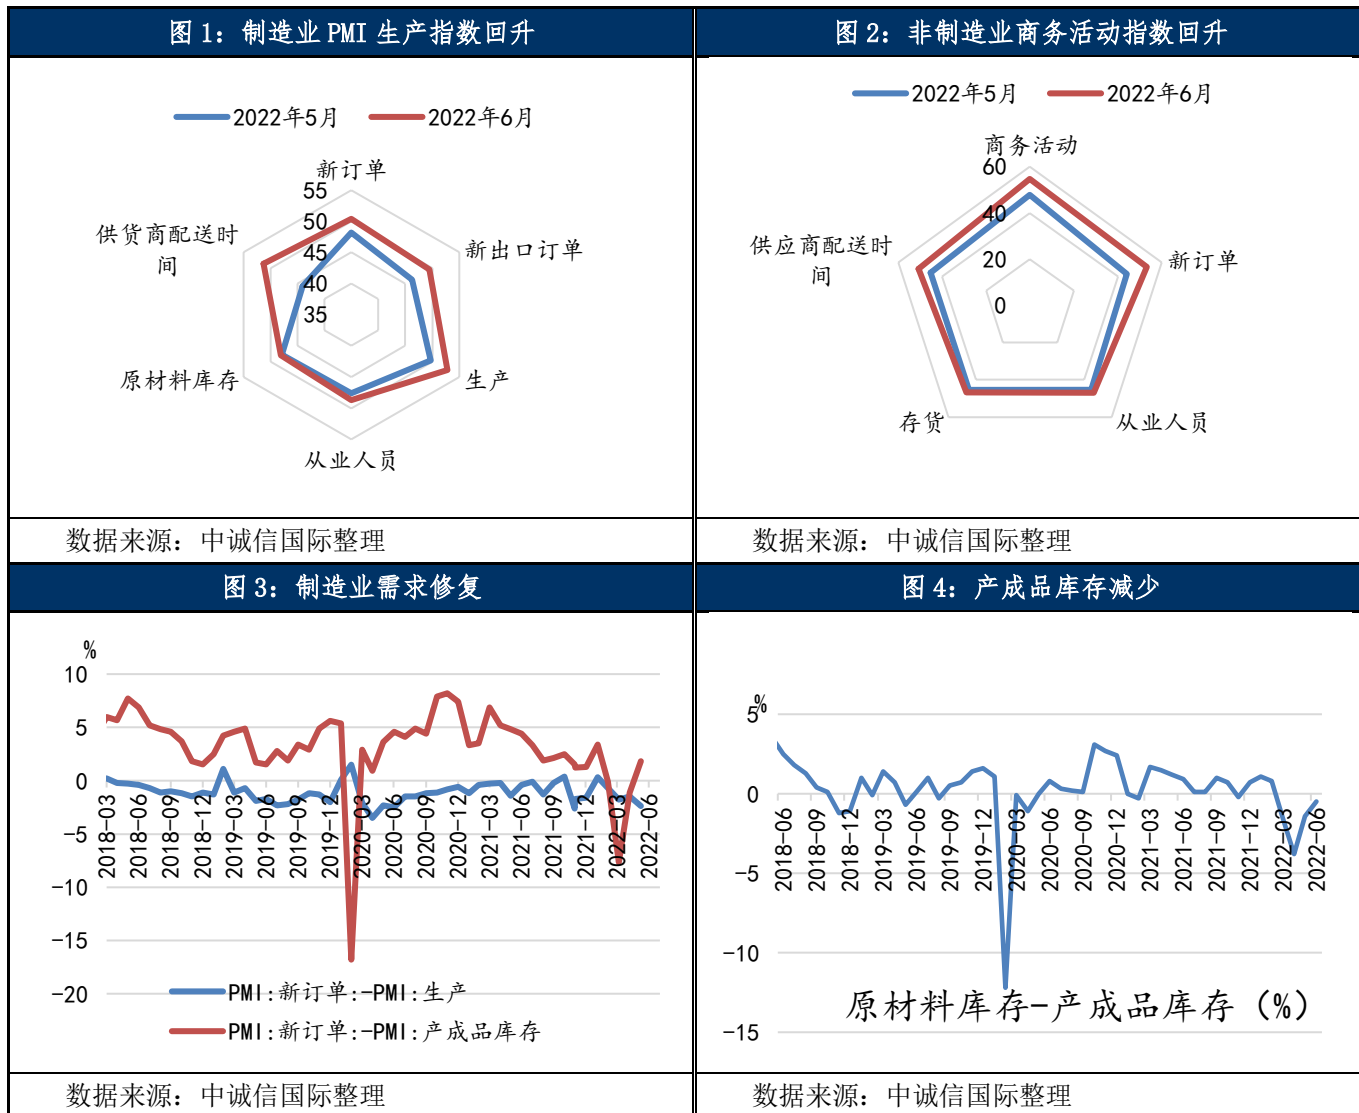 图 1：制造业 PMI 生产指数回升
2022年5月
2022年6月
新订单
55
50
45
40
35
供货商配送时
间
新出口订单
原材料库存
生产
从业人员
数据来源：中诚信国际整理
图 2：非制造业商务活动指数回升
2022年5月
2022年6月
商务活动
60
40
20
0
供应商配送时
间
新订单
存货
从业人员
数据来源：中诚信国际整理
图 3：制造业需求修复
%
10
5
0
-5
-10
-15
-20
2018-03
2018-06
2018-09
2018-12
2019-03
2019-06
2019-09
2019-12
2020-03
2020-06
2020-09
2020-12
2021-03
2021-06
2021-09
2021-12
2022-03
2022-06
PMI:新订单:-PMI:生产
PMI:新订单:-PMI:产成品库存
数据来源：中诚信国际整理
图 4：产成品库存减少
%
5
0
-5
-10
-15
2018-06
2018-09
2018-12
2019-03
2019-06
2019-09
2019-12
2020-03
2020-06
2020-09
2020-12
2021-03
2021-06
2021-09
2021-12
2022-03
2022-06
原材料库存-产成品库存（%）
数据来源：中诚信国际整理